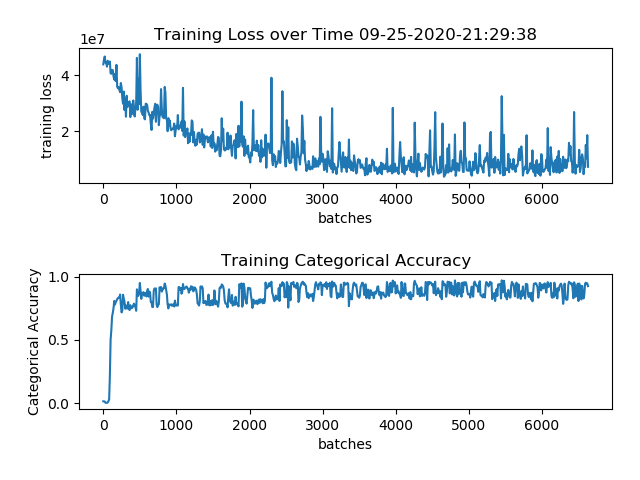 Training Loss over Time 09-25-2020-21:29:38
1e7
training loss
4
2
0 1000 2000 3000 4000 5000 6000
batches
Training Categorical Accuracy
Categorical Accuracy
1.0
0.5
0.0
0 1000 2000 3000 4000 5000 6000
batches